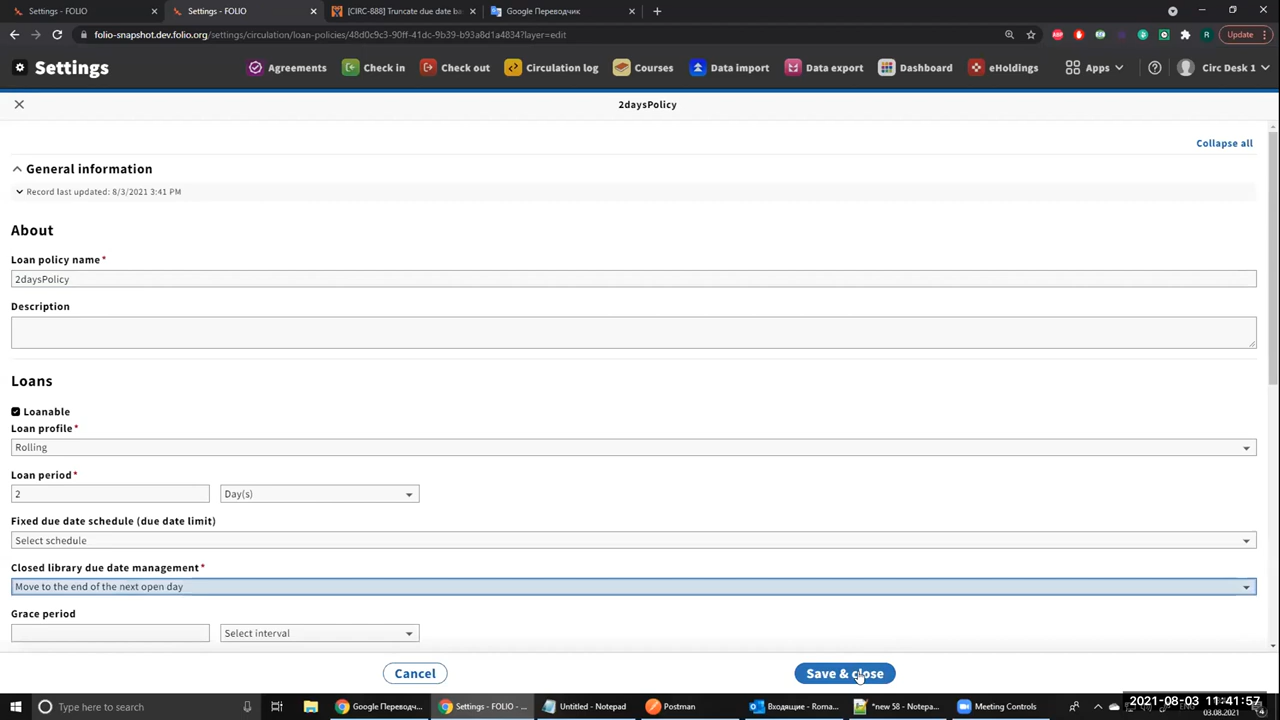 Settings - FOLIO
Settings - FOLIO
[CIRC-888] Truncate due date ba
Google Переводчик
folio-snapshot.dev.folio.org/settings/circulation/loan-policies/48d0c9c3-90ff-41dc-9b39-b93a8d1a4834?layer=edit
ABP
R
Update
Settings
Agreements
Check in
Check out
Circulation log
Courses
Data import
Data export
Dashboard
eHoldings
Apps
Circ Desk 1
2daysPolicy
Collapse all
General information
Record last updated: 8/3/2021 3:41 PM
About
Loan policy name*
2daysPolicy
Description
Loans
Loanable
Loan profile*
Rolling
Loan period*
2
Day(s)
Fixed due date schedule (due date limit)
Select schedule
Closed library due date management*
Move to the end of the next open day
Grace period
Select interval
Cancel
Save & close
Type here to search
Google Переводч...
Settings - FOLIO - ...
Untitled - Notepad
Postman
Входящие - Roma...
*new 58 - Notepa...
Meeting Controls
2021-08-03 11:41:57
03.08.2021